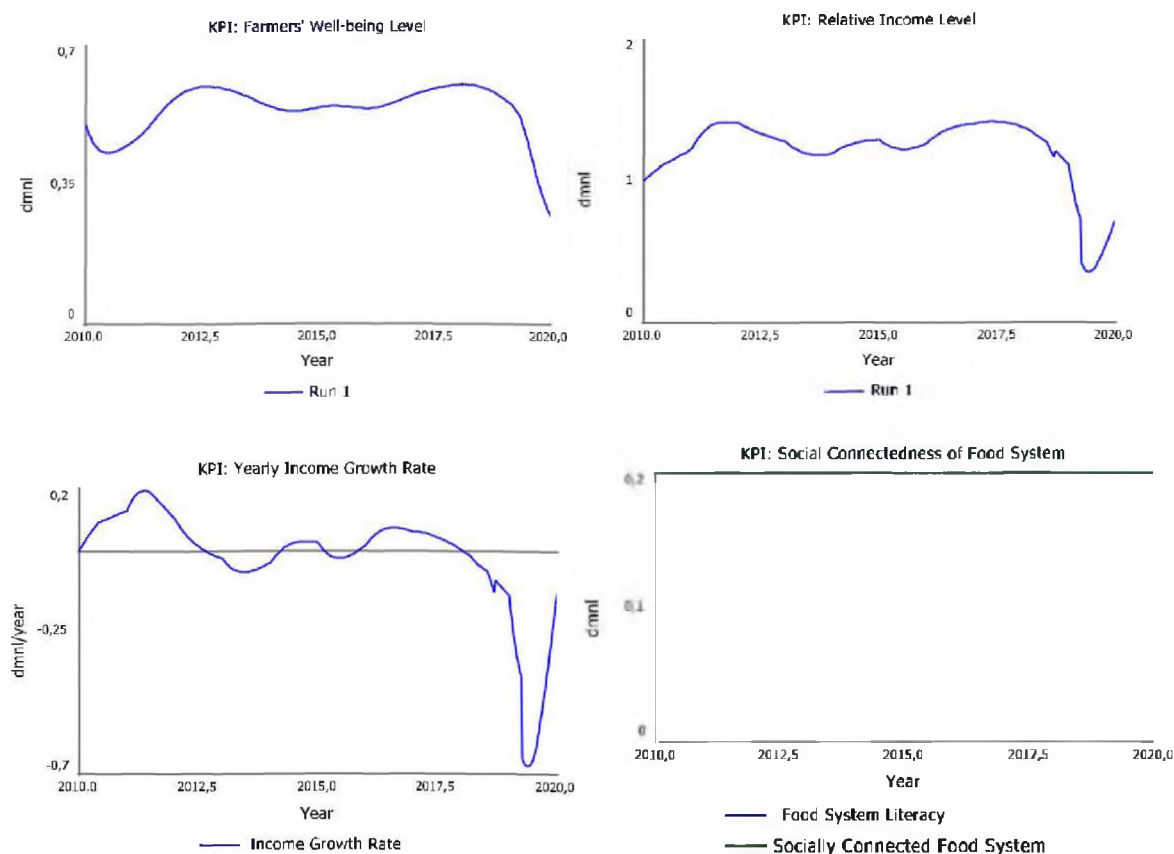 KPI: Farmers' Well-being Level
0,7
0,35
0
dmnl
2010,0 2012,5 2015,0 2017,5 2020,0
Year
Run 1
KPI: Relative Income Level
2
1
0
dmnl
2010,0 2012,5 2015,0 2017,5 2020,0
Year
Run 1
KPI: Yearly Income Growth Rate
0,2
-0,25
-0,7
dmnl/year
2010,0 2012,5 2015,0 2017,5 2020,0
Year
Income Growth Rate
KPI: Social Connectedness of Food System
0,2
0,1
0
dmnl
2010,0 2012,5 2015,0 2017,5 2020,0
Year
Food System Literacy
Socially Connected Food System